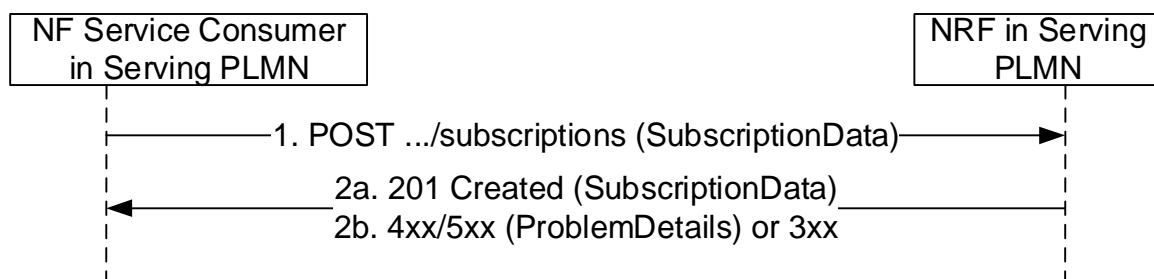 NF Service Consumer
in Serving PLMN
NRF in Serving
PLMN
1. POST .../subscriptions (SubscriptionData)
2a. 201 Created (SubscriptionData)
2b. 4xx/5xx (ProblemDetails) or 3xx